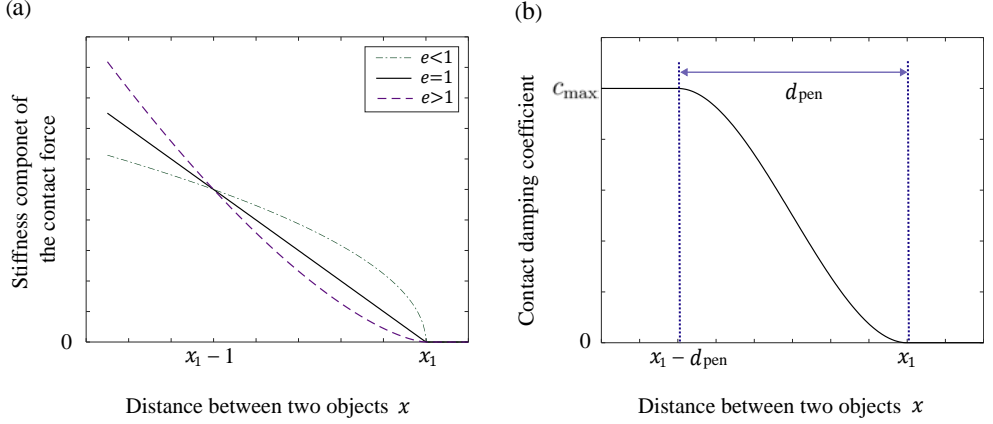 (a)
e<1
e=1
e>1
Stiffness componet of
the contact force
0
x₁ − 1
x₁
Distance between two objects x
(b)
c_max
d_pen
Contact damping coefficient
0
x₁ − d_pen
x₁
Distance between two objects x